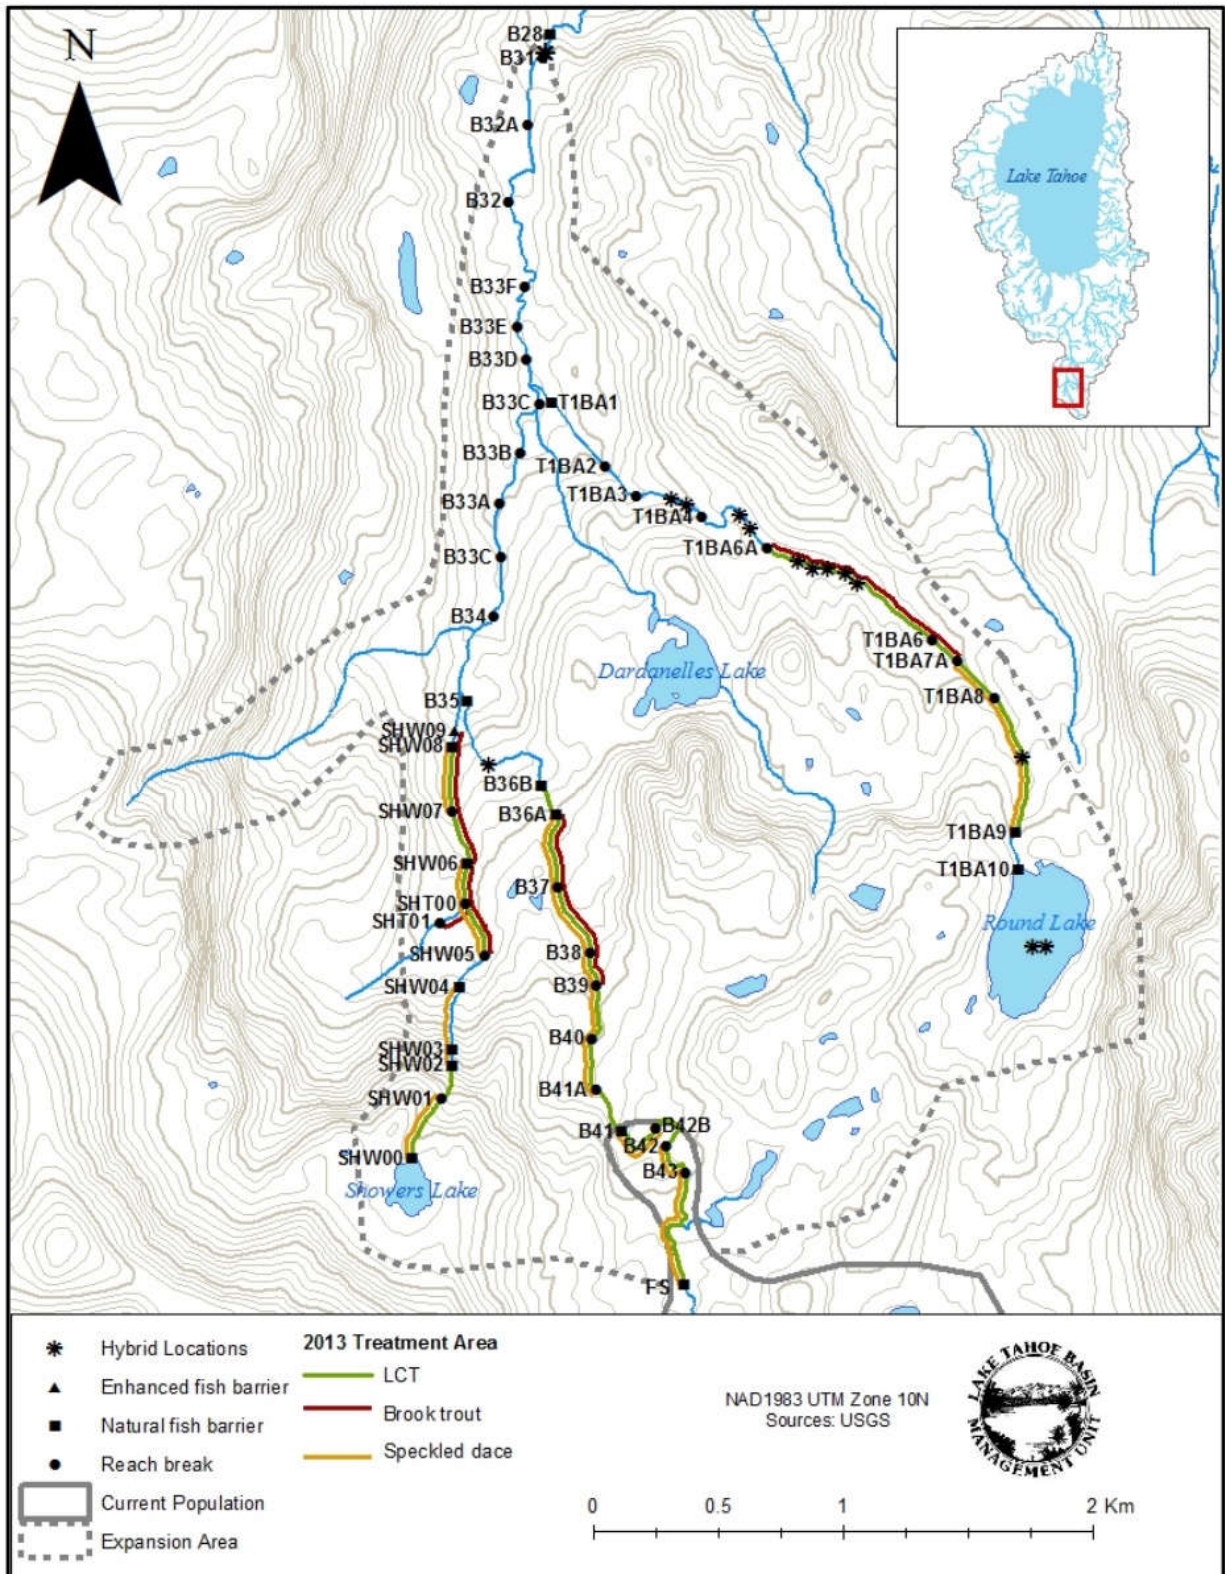 N
B28
B31
B32A
B32
Lake Tahoe
B33F
B33E
B33D
B33C
T1BA1
B33B
T1BA2
B33A
T1BA3
T1BA4
B33C
T1BA6A
B34
T1BA6
T1BA7A
Dardanelles Lake
T1BA8
B35
SHW09
SHW08
B36B
SHW07
B36A
T1BA9
SHW06
T1BA10
B37
SHT00
SHT01
Round Lake
SHW05
B38
SHW04
B39
B40
SHW03
SHW02
B41A
SHW01
B41
B42B
B42
SHW00
B43
Showers Lake
FS
Hybrid Locations
Enhanced fish barrier
Natural fish barrier
Reach break
Current Population
Expansion Area
2013 Treatment Area
LCT
Brook trout
Speckled dace
NAD1983 UTM Zone 10N
Sources: USGS
LAKE TAHOE BASIN
MANAGEMENT UNIT
0 0.5 1 2 Km